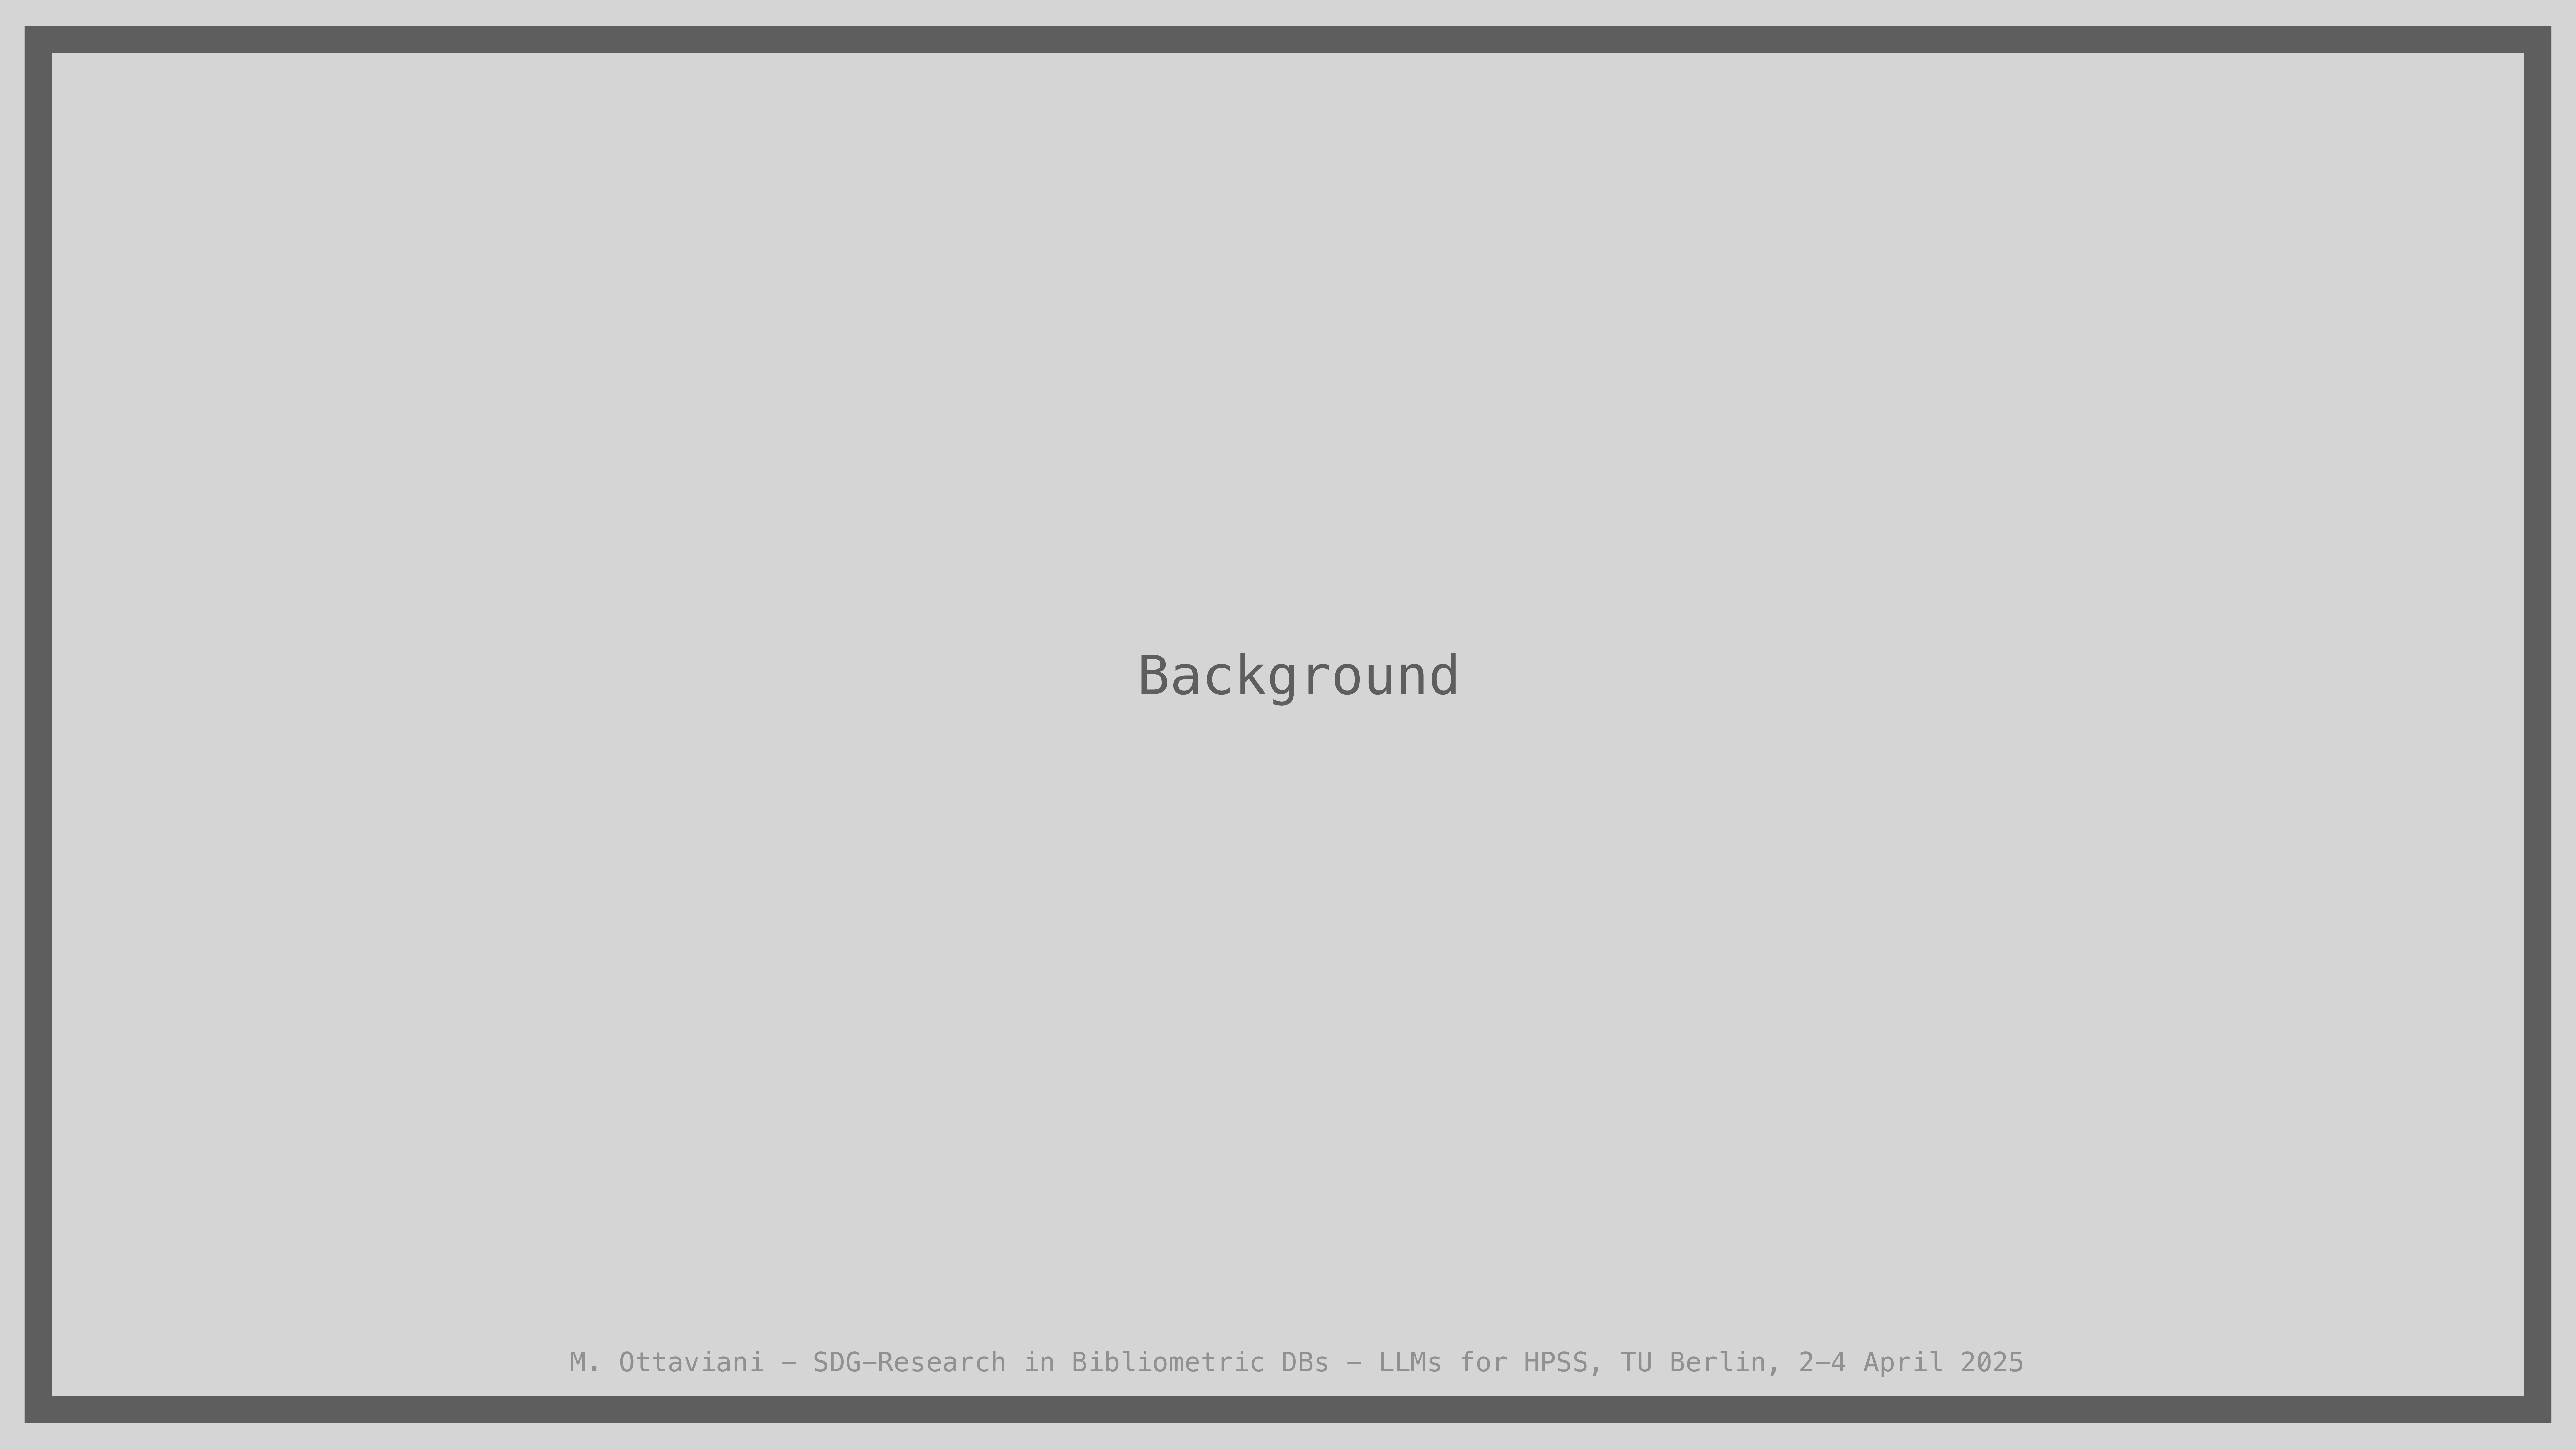 Background
M. Ottaviani – SDG–Research in Bibliometric DBs – LLMs for HPSS, TU Berlin, 2–4 April 2025